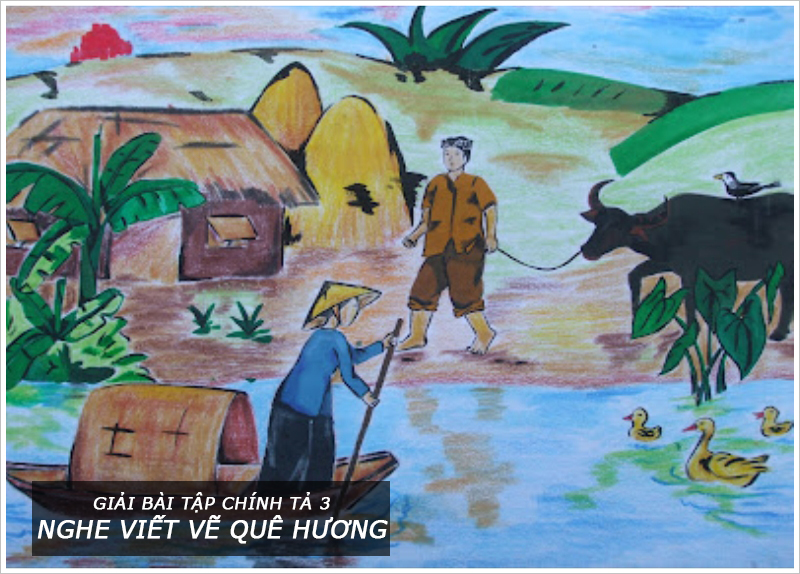 GIẢI BÀI TẬP CHÍNH TẢ 3
NGHE VIẾT VẼ QUÊ HƯƠNG